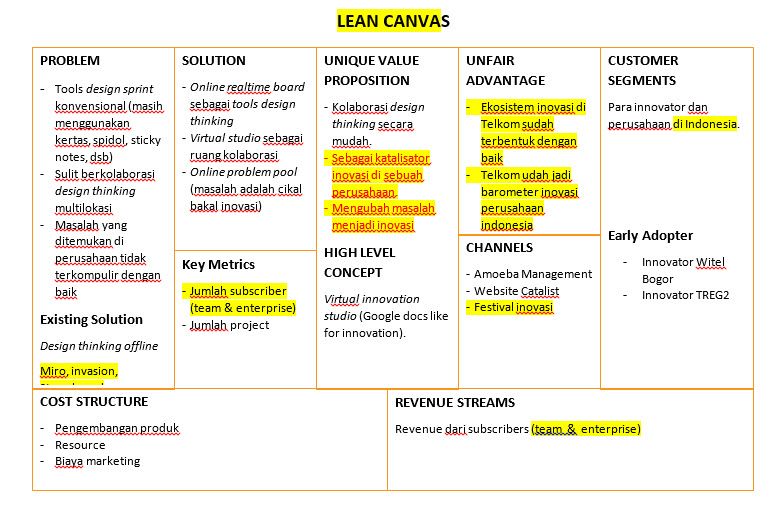 LEAN CANVAS
PROBLEM
- Tools design sprint
konvensional (masih
menggunakan
kertas, spidol, sticky
notes, dsb)
- Sulit berkolaborasi
design thinking
multilokasi
- Masalah yang
ditemukan di
perusahaan tidak
terkompulir dengan
baik
Existing Solution
Design thinking offline
Miro, invasion,
SOLUTION
- Online realtime board
sebagai tools design
thinking
- Virtual studio sebagai
ruang kolaborasi
- Online problem pool
(masalah adalah cikal
bakal inovasi)
Key Metrics
- Jumlah subscriber
(team & enterprise)
- Jumlah project
UNIQUE VALUE
PROPOSITION
- Kolaborasi design
thinking secara
mudah.
- Sebagai katalisator
inovasi di sebuah
perusahaan.
- Mengubah masalah
menjadi inovasi
HIGH LEVEL
CONCEPT
Virtual innovation
studio (Google docs like
for innovation).
UNFAIR
ADVANTAGE
- Ekosistem inovasi di
Telkom sudah
terbentuk dengan
baik
- Telkom udah jadi
barometer inovasi
perusahaan
indonesia
CHANNELS
- Amoeba Management
- Website Catalist
- Festival inovasi
CUSTOMER
SEGMENTS
Para innovator dan
perusahaan di Indonesia.
Early Adopter
- Innovator Witel
Bogor
- Innovator TREG2
COST STRUCTURE
- Pengembangan produk
- Resource
- Biaya marketing
REVENUE STREAMS
Revenue dari subscribers (team & enterprise)